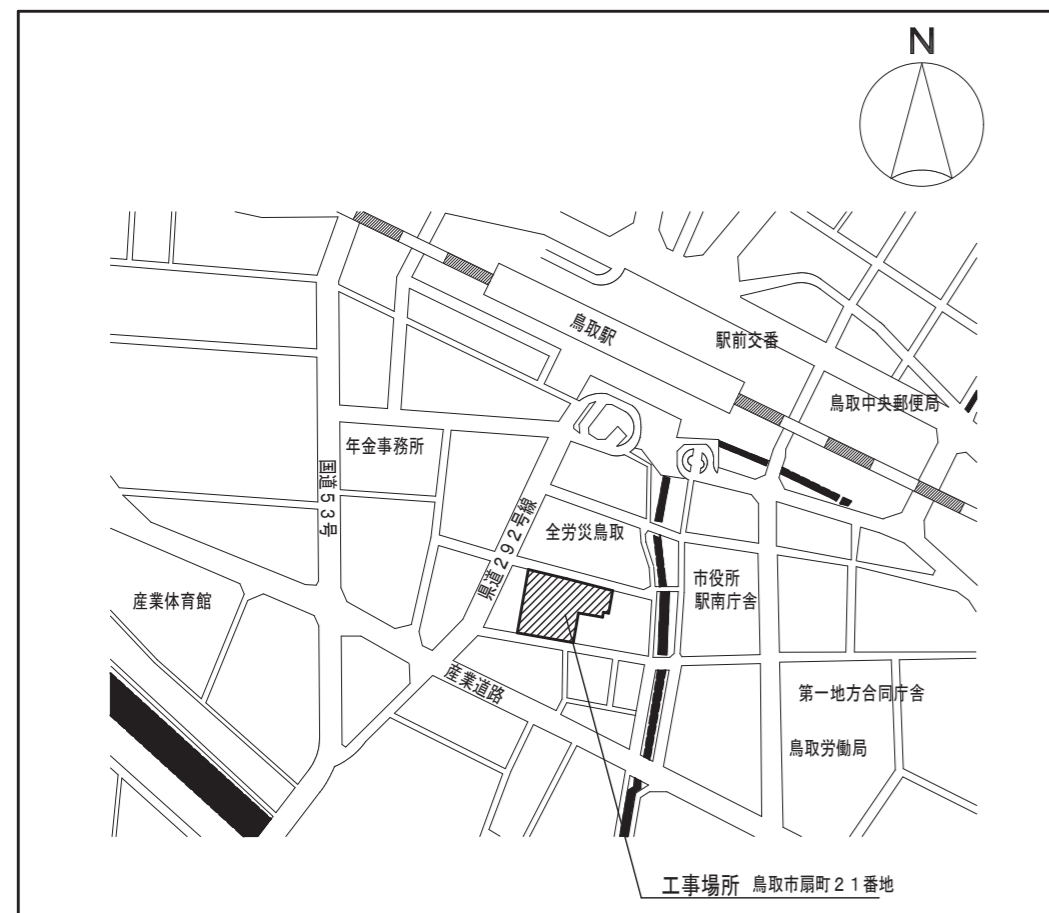 N
鳥取駅
駅前交番
鳥取中央郵便局
年金事務所
国道53号
県道292号線
全労災鳥取
市役所
駅南庁舎
産業体育館
産業道路
第一地方合同庁舎
鳥取労働局
工事場所 鳥取市扇町21番地